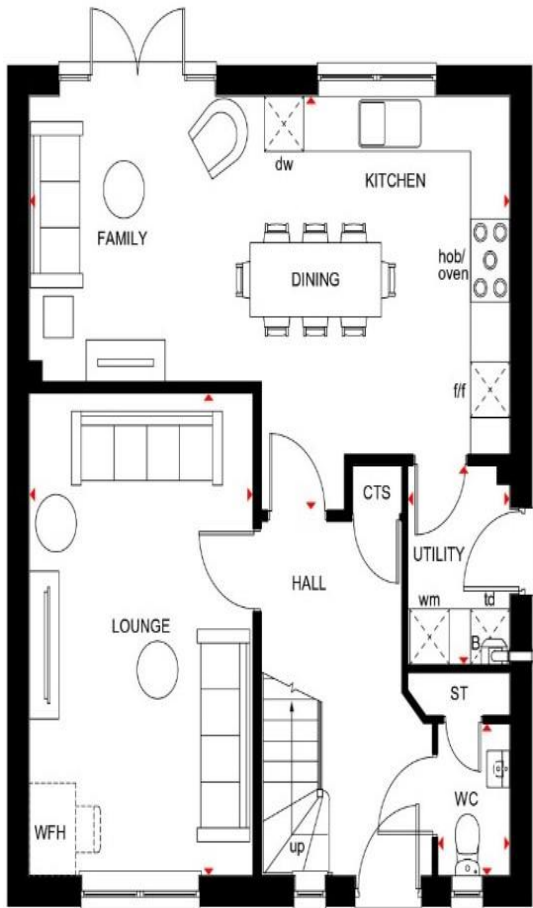 dw
KITCHEN
FAMILY
DINING
hob/
oven
f/f
CTS
UTILITY
HALL
wm
td
B
LOUNGE
ST
WC
WFH
up